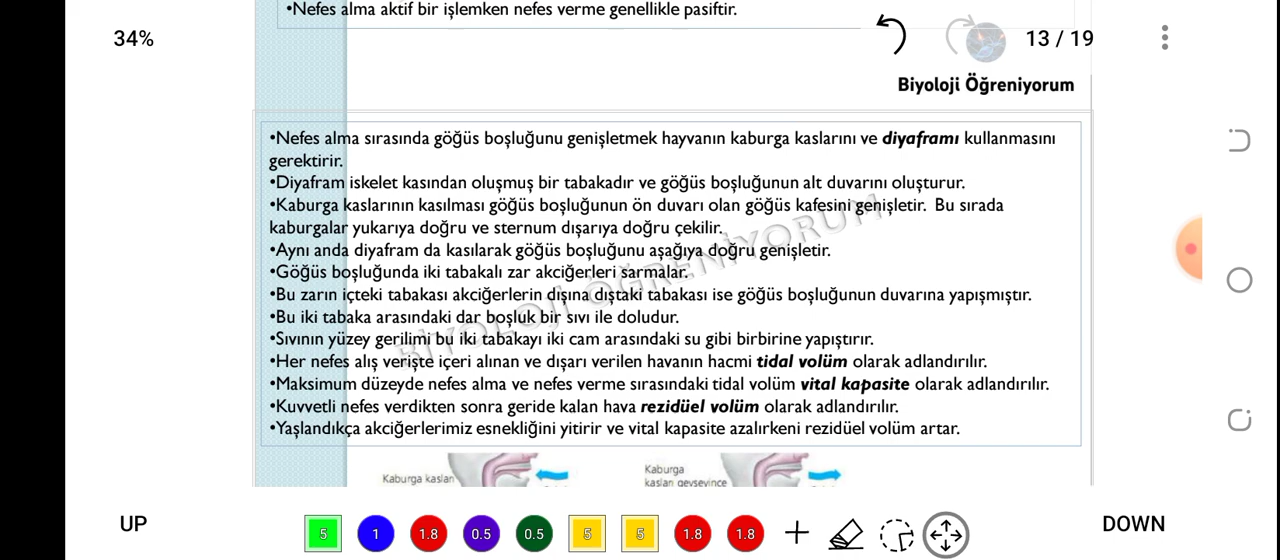 •Nefes alma aktif bir işlemken nefes verme genellikle pasiftir.
34%
13 / 19
Biyoloji Öğreniyorum
•Nefes alma sırasında göğüs boşluğunu genişletmek hayvanın kaburga kaslarını ve diyaframı kullanmasını
gerektirir.
•Diyafram iskelet kasından oluşmuş bir tabakadır ve göğüs boşluğunun alt duvarını oluşturur.
•Kaburga kaslarının kasılması göğüs boşluğunun ön duvarı olan göğüs kafesini genişletir. Bu sırada
kaburgalar yukarıya doğru ve sternum dışarıya doğru çekilir.
•Aynı anda diyafram da kasılarak göğüs boşluğunu aşağıya doğru genişletir.
•Göğüs boşluğunda iki tabakalı zar akciğerleri sarmalar.
•Bu zarın içteki tabakası akciğerlerin dışına dıştaki tabakası ise göğüs boşluğunun duvarına yapışmıştır.
•Bu iki tabaka arasındaki dar boşluk bir sıvı ile doludur.
•Sıvının yüzey gerilimi bu iki tabakayı iki cam arasındaki su gibi birbirine yapıştırır.
•Her nefes alış verişte içeri alınan ve dışarı verilen havanın hacmi tidal volüm olarak adlandırılır.
•Maksimum düzeyde nefes alma ve nefes verme sırasındaki tidal volüm vital kapasite olarak adlandırılır.
•Kuvvetli nefes verdikten sonra geride kalan hava rezidüel volüm olarak adlandırılır.
•Yaşlandıkça akciğerlerimiz esnekliğini yitirir ve vital kapasite azalırkeni rezidüel volüm artar.
BİYOLOJİ ÖĞRENİYORUM
Kaburga kasları
Kaburga
kasları gevşeyince
UP
5 1 1.8 0.5 0.5 5 5 1.8 1.8
DOWN